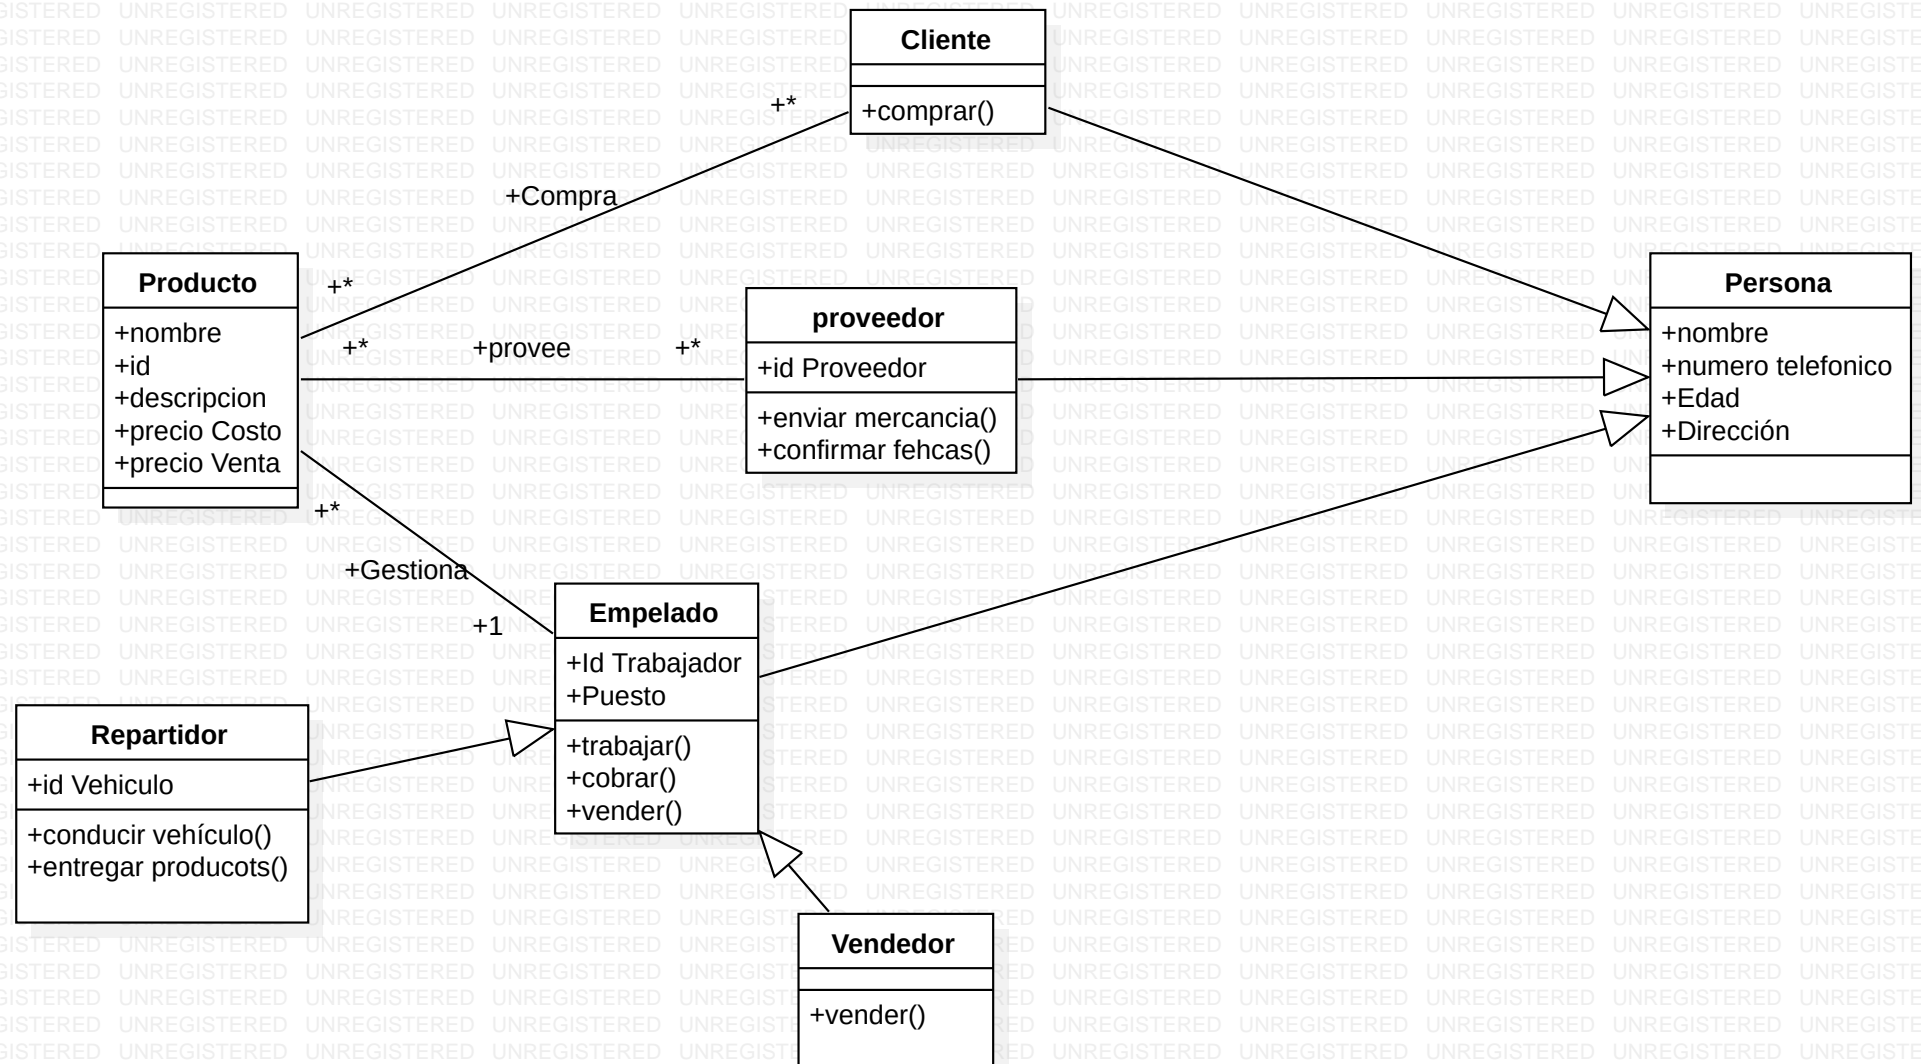 Cliente
+comprar()
+*
+Compra
+*
Producto
+nombre
+id
+descripcion
+precio Costo
+precio Venta
+*
+provee
+*
proveedor
+id Proveedor
+enviar mercancia()
+confirmar fehcas()
Persona
+nombre
+numero telefonico
+Edad
+Dirección
+*
+Gestiona
+1
Empelado
+Id Trabajador
+Puesto
+trabajar()
+cobrar()
+vender()
Repartidor
+id Vehiculo
+conducir vehículo()
+entregar producots()
Vendedor
+vender()
UNREGISTERED